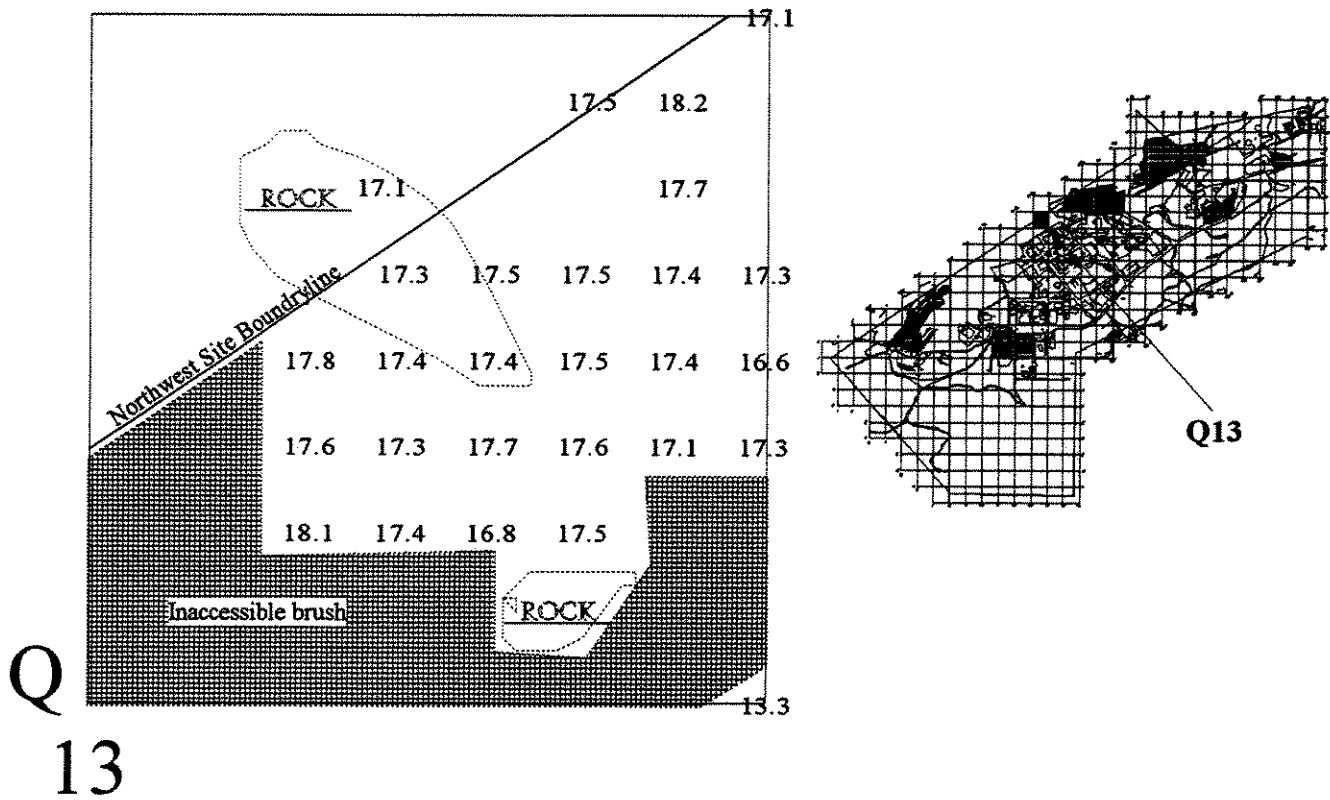 17.1
17.5 18.2
ROCK 17.1 17.7
17.3 17.5 17.5 17.4 17.3
Northwest Site Boundryline
17.8 17.4 17.4 17.5 17.4 16.6
17.6 17.3 17.7 17.6 17.1 17.3
Q13
18.1 17.4 16.8 17.5
Inaccessible brush ROCK
Q
13.3
13